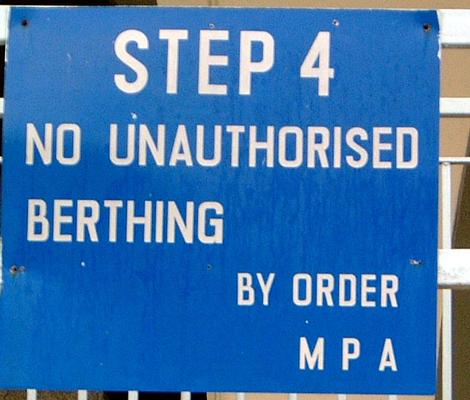 STEP 4
NO UNAUTHORISED
BERTHING
BY ORDER
M P A